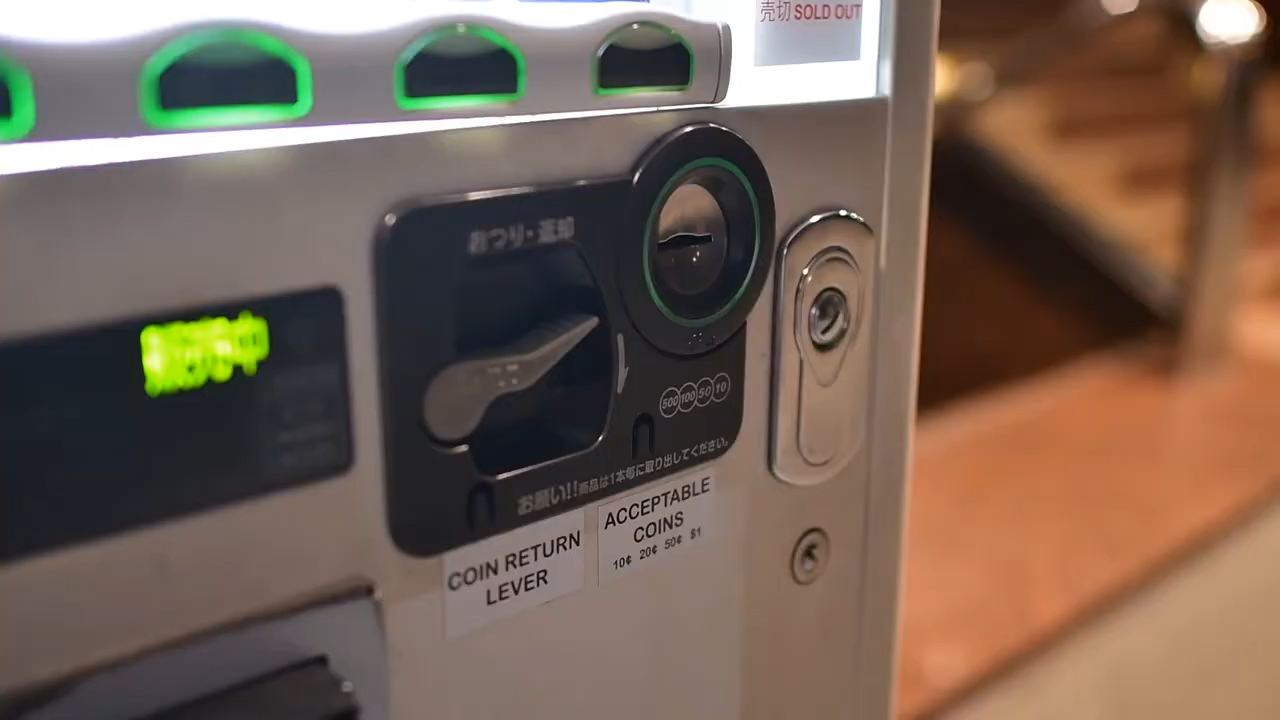 売切 SOLD OUT
おつり・返却
500 100 50 10
お願い!!商品は1本毎に取り出してください。
ACCEPTABLE
COINS
10¢ 20¢ 50¢ $1
COIN RETURN
LEVER